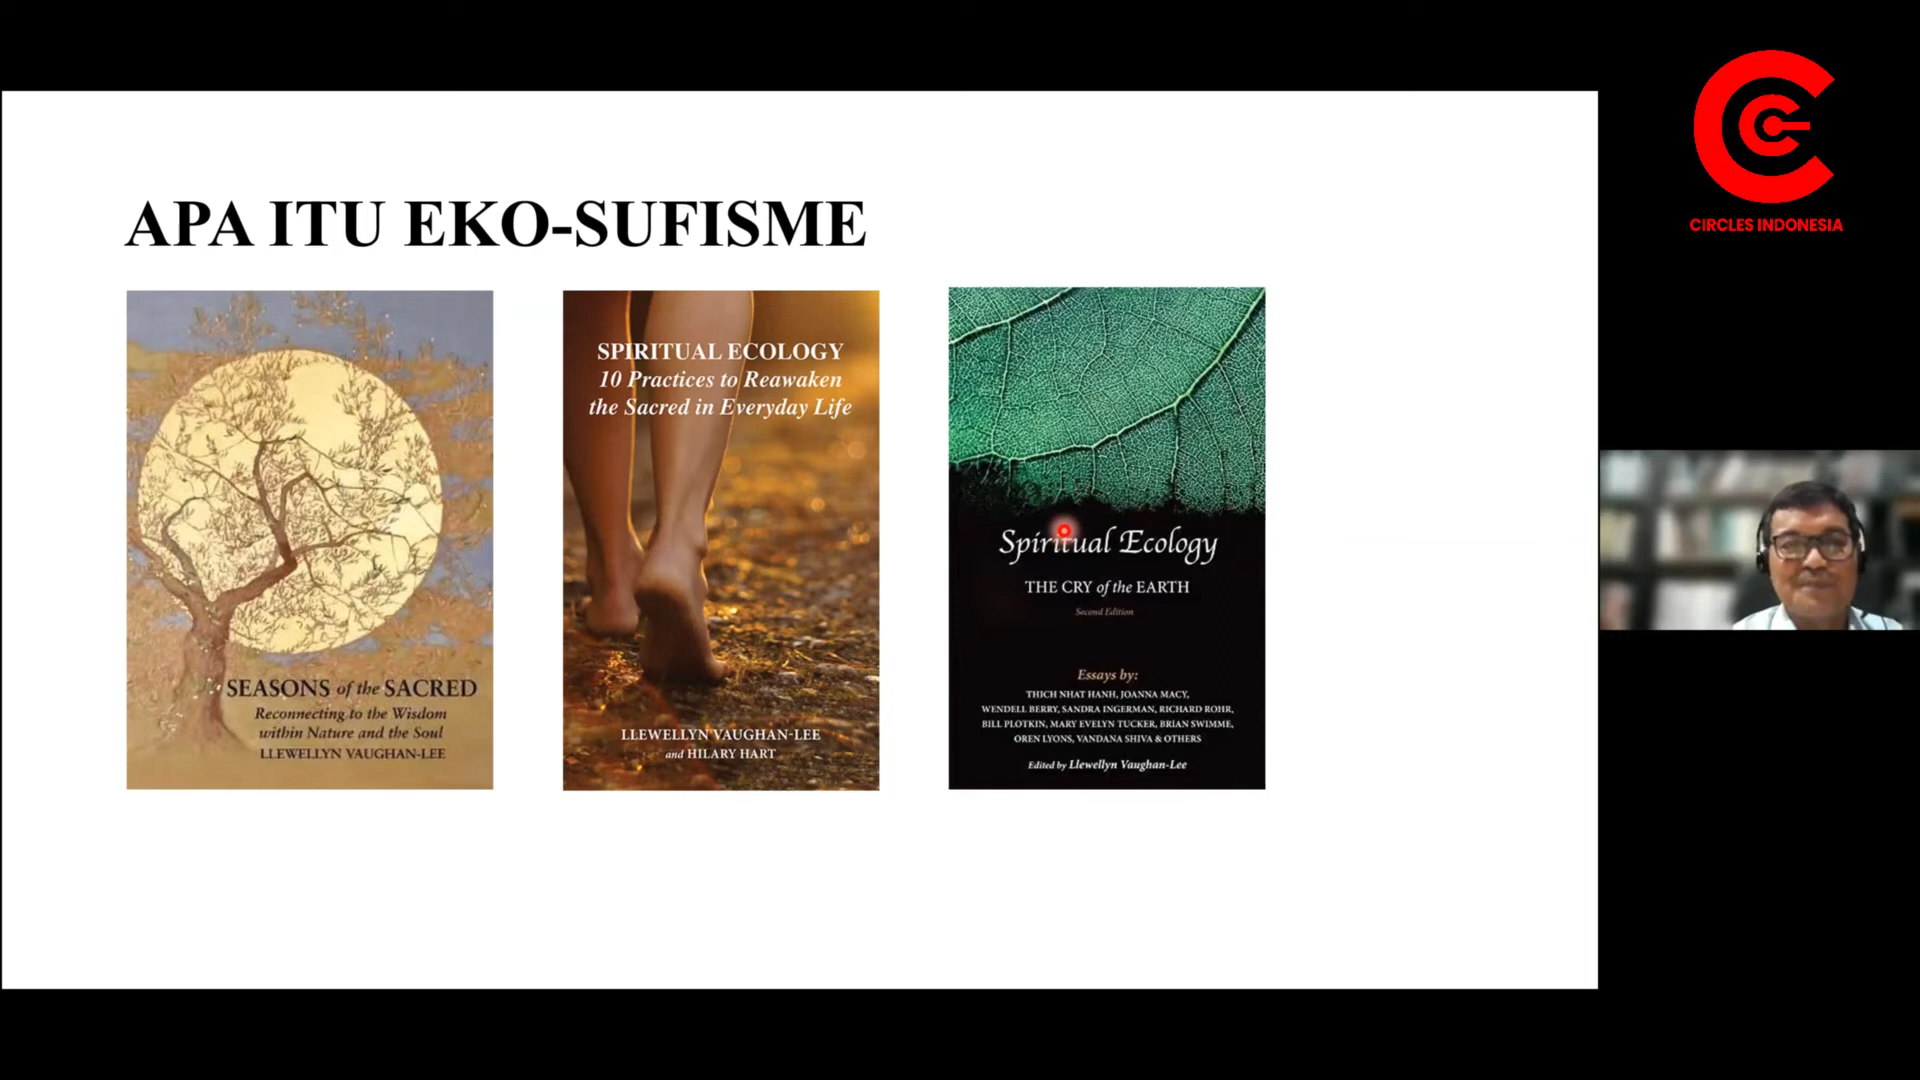 APA ITU EKO-SUFISME
SEASONS of the SACRED
Reconnecting to the Wisdom
within Nature and the Soul
LLEWELLYN VAUGHAN-LEE
SPIRITUAL ECOLOGY
10 Practices to Reawaken
the Sacred in Everyday Life
LLEWELLYN VAUGHAN-LEE
and HILARY HART
Spiritual Ecology
THE CRY of the EARTH
Second Edition
Essays by:
THICH NHAT HANH, JOANNA MACY,
WENDELL BERRY, SANDRA INGERMAN, RICHARD ROHR,
BILL PLOTKIN, MARY EVELYN TUCKER, BRIAN SWIMME,
OREN LYONS, VANDANA SHIVA & OTHERS
Edited by Llewellyn Vaughan-Lee
CIRCLES INDONESIA